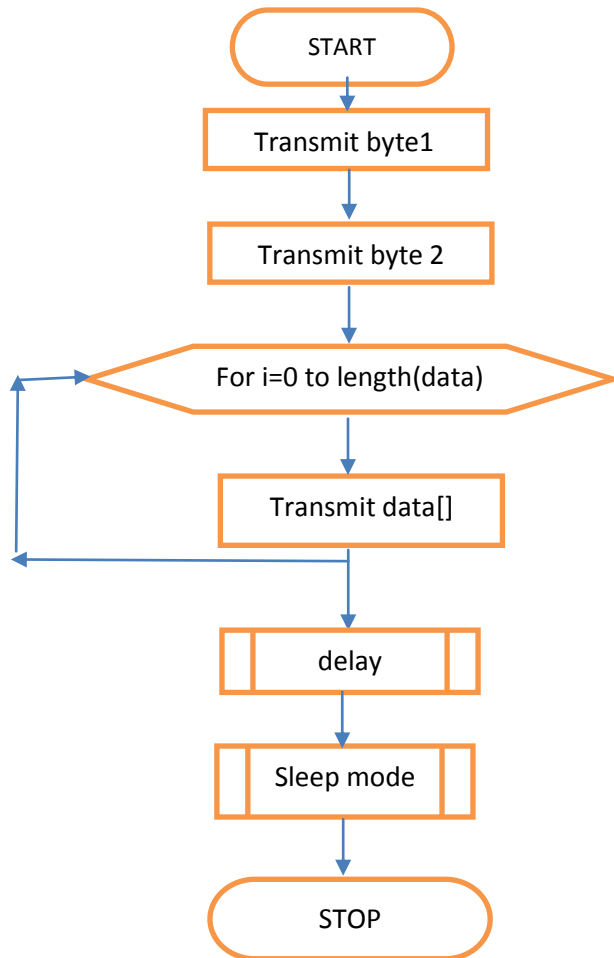 START
Transmit byte1
Transmit byte 2
For i=0 to length(data)
Transmit data[]
delay
Sleep mode
STOP